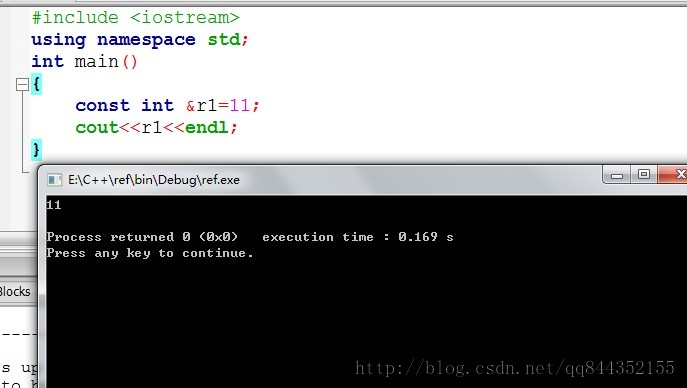 #include <iostream>
using namespace std;
int main()
{
const int &r1=11;
cout<<r1<<endl;
}
E:\C++\ref\bin\Debug\ref.exe
11
Process returned 0 (0x0)   execution time : 0.169 s
Press any key to continue.
locks
s up
to b
http://blog.csdn.net/qq844352155